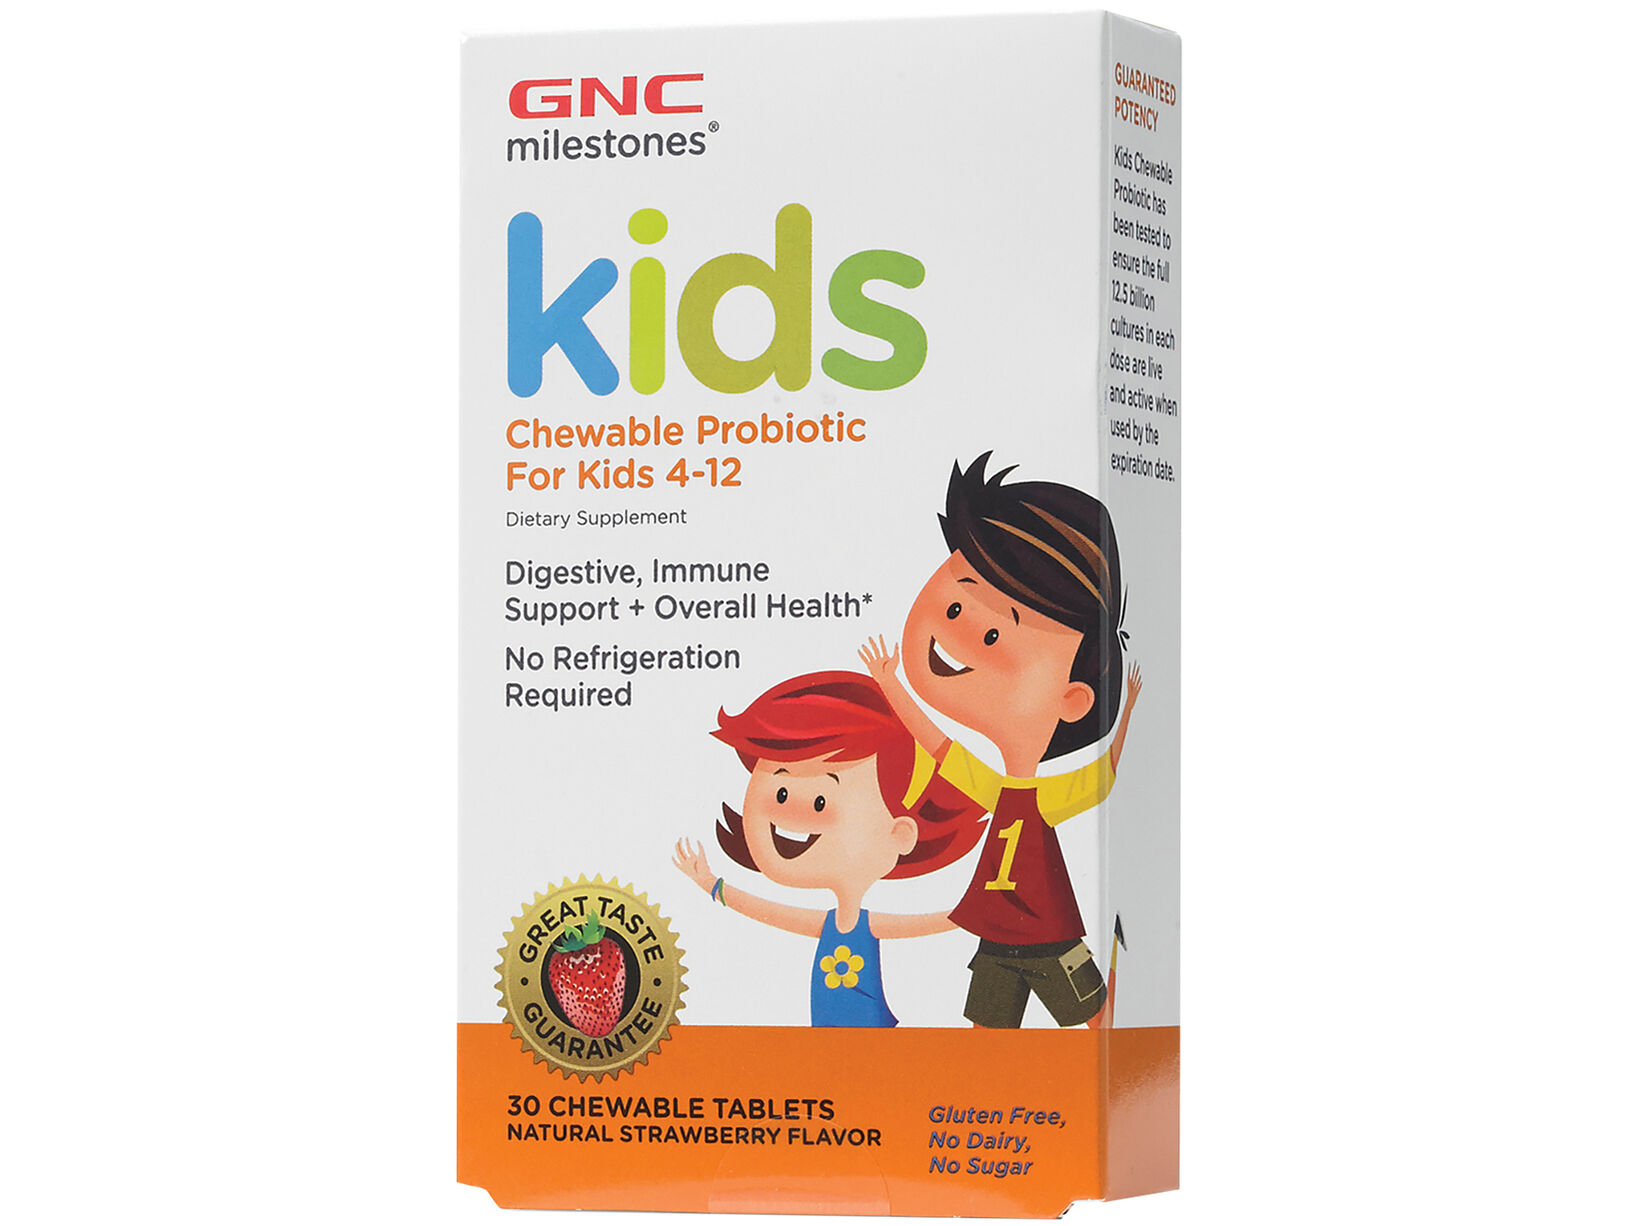 GNC
milestones®
kids
Chewable Probiotic
For Kids 4-12
Dietary Supplement
Digestive, Immune
Support + Overall Health*
No Refrigeration
Required
1
GREAT TASTE
GUARANTEE
30 CHEWABLE TABLETS
NATURAL STRAWBERRY FLAVOR
Gluten Free,
No Dairy,
No Sugar
GUARANTEED
POTENCY
Kids Chewable
Probiotic has
been tested to
ensure the full
12.5 billion
cultures in each
dose are live
and active when
used by the
expiration date.